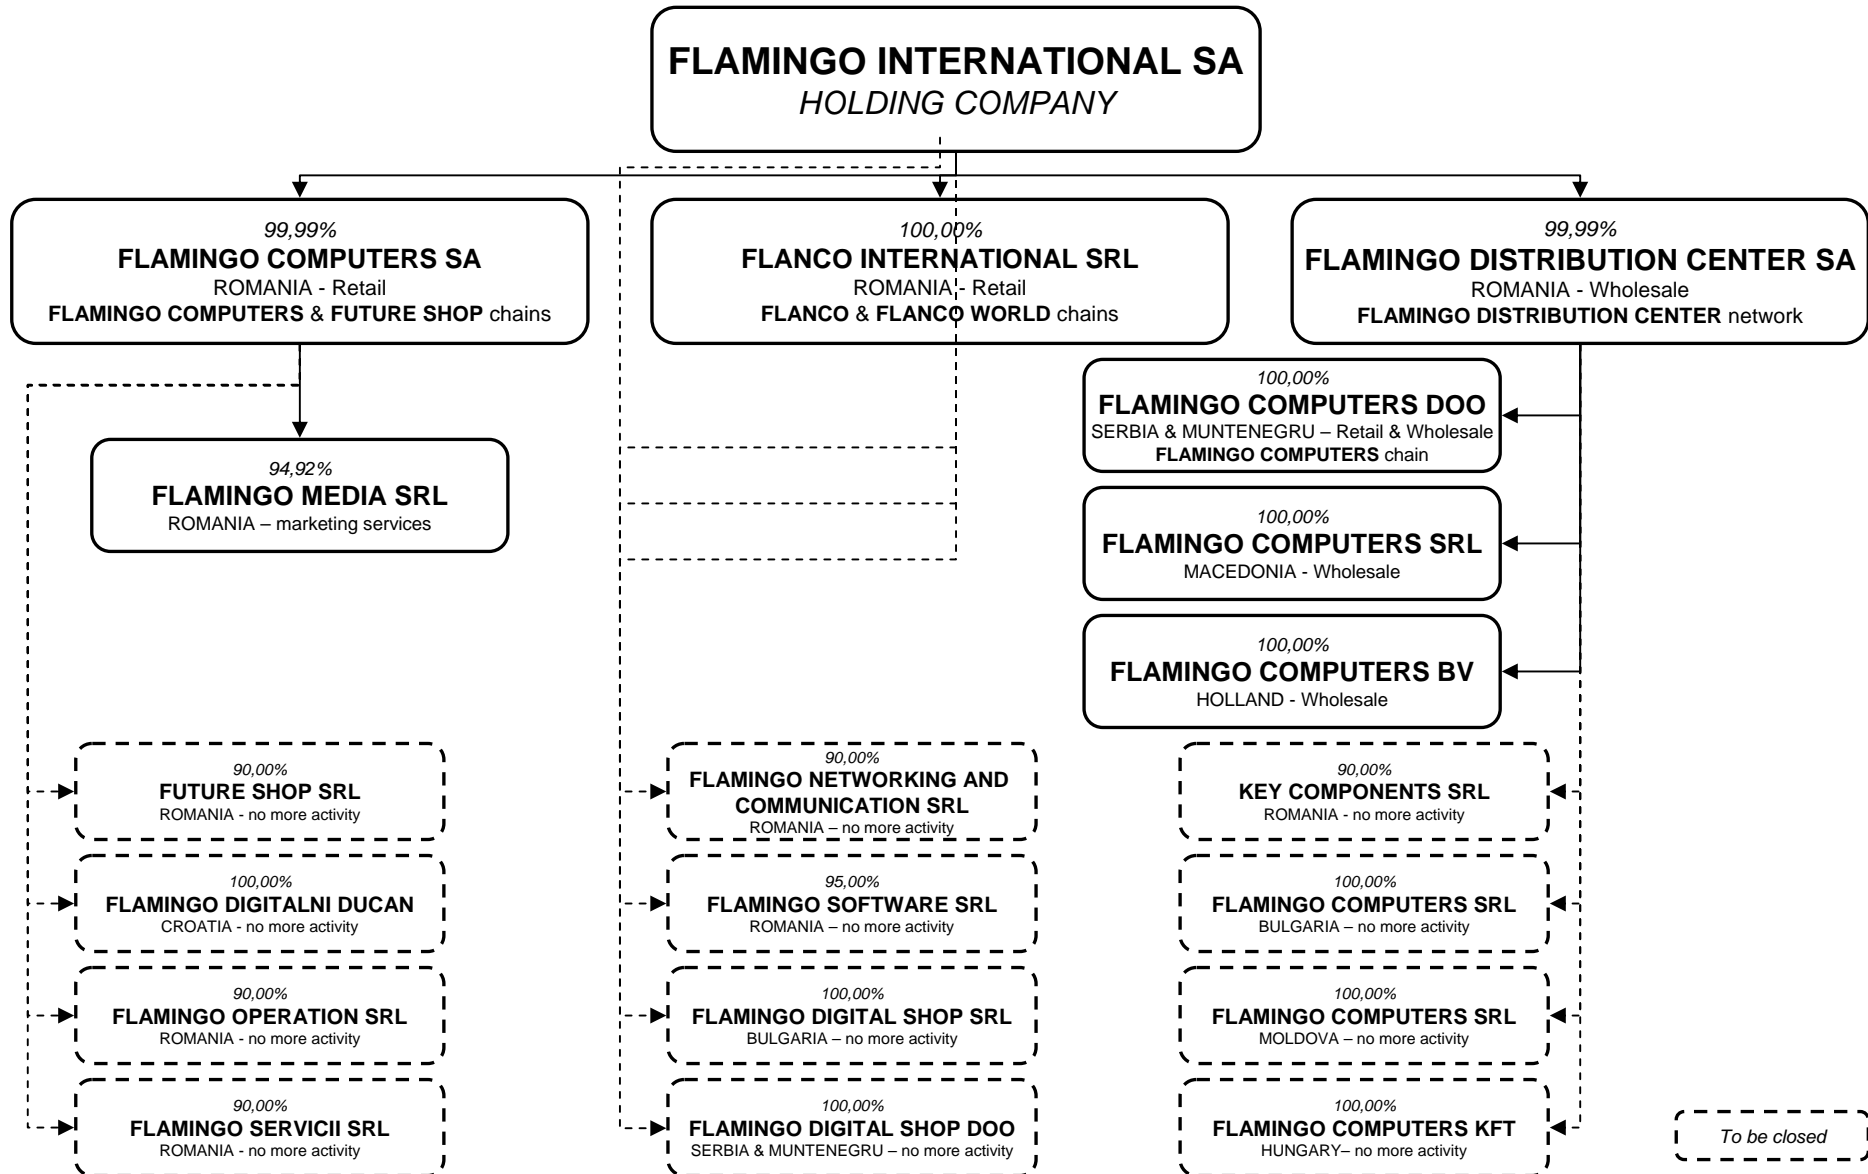 FLAMINGO INTERNATIONAL SA
HOLDING COMPANY
99,99%
FLAMINGO COMPUTERS SA
ROMANIA - Retail
FLAMINGO COMPUTERS & FUTURE SHOP chains
100,00%
FLANCO INTERNATIONAL SRL
ROMANIA - Retail
FLANCO & FLANCO WORLD chains
99,99%
FLAMINGO DISTRIBUTION CENTER SA
ROMANIA - Wholesale
FLAMINGO DISTRIBUTION CENTER network
94,92%
FLAMINGO MEDIA SRL
ROMANIA – marketing services
100,00%
FLAMINGO COMPUTERS DOO
SERBIA & MUNTENEGRU – Retail & Wholesale
FLAMINGO COMPUTERS chain
100,00%
FLAMINGO COMPUTERS SRL
MACEDONIA - Wholesale
100,00%
FLAMINGO COMPUTERS BV
HOLLAND - Wholesale
90,00%
FUTURE SHOP SRL
ROMANIA - no more activity
100,00%
FLAMINGO DIGITALNI DUCAN
CROATIA - no more activity
90,00%
FLAMINGO OPERATION SRL
ROMANIA - no more activity
90,00%
FLAMINGO SERVICII SRL
ROMANIA - no more activity
90,00%
FLAMINGO NETWORKING AND
COMMUNICATION SRL
ROMANIA – no more activity
95,00%
FLAMINGO SOFTWARE SRL
ROMANIA – no more activity
100,00%
FLAMINGO DIGITAL SHOP SRL
BULGARIA – no more activity
100,00%
FLAMINGO DIGITAL SHOP DOO
SERBIA & MUNTENEGRU – no more activity
90,00%
KEY COMPONENTS SRL
ROMANIA - no more activity
100,00%
FLAMINGO COMPUTERS SRL
BULGARIA – no more activity
100,00%
FLAMINGO COMPUTERS SRL
MOLDOVA – no more activity
100,00%
FLAMINGO COMPUTERS KFT
HUNGARY– no more activity
To be closed